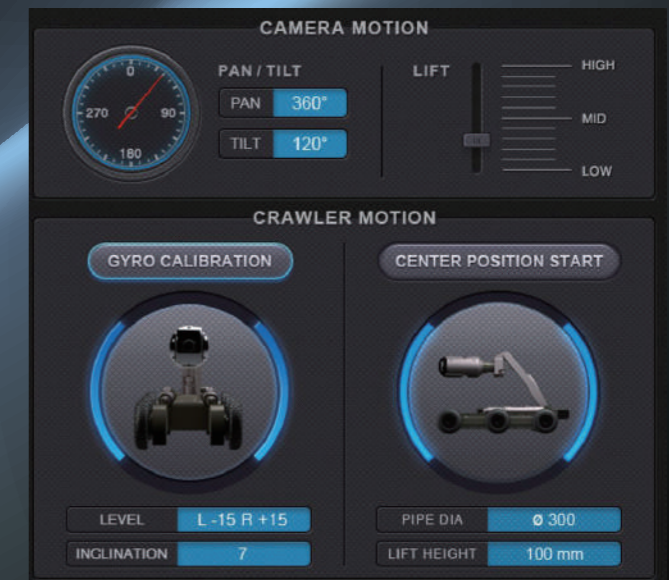 CAMERA MOTION
0
90
180
270
PAN / TILT
PAN 360°
TILT 120°
LIFT
HIGH
MID
LOW
CRAWLER MOTION
GYRO CALIBRATION
CENTER POSITION START
LEVEL L -15 R +15
INCLINATION 7
PIPE DIA ø 300
LIFT HEIGHT 100 mm